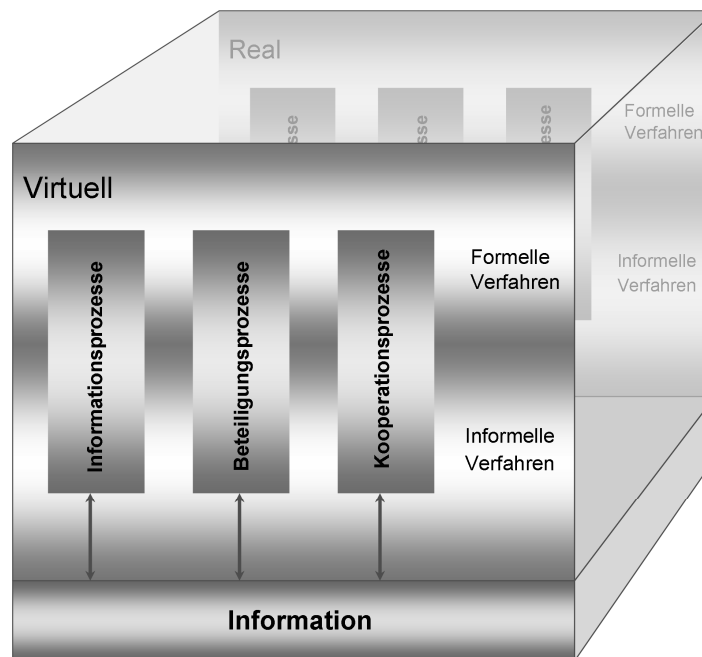 Real
Formelle
Verfahren
Informelle
Verfahren
Virtuell
Informationsprozesse
Beteiligungsprozesse
Kooperationsprozesse
Formelle
Verfahren
Informelle
Verfahren
Information